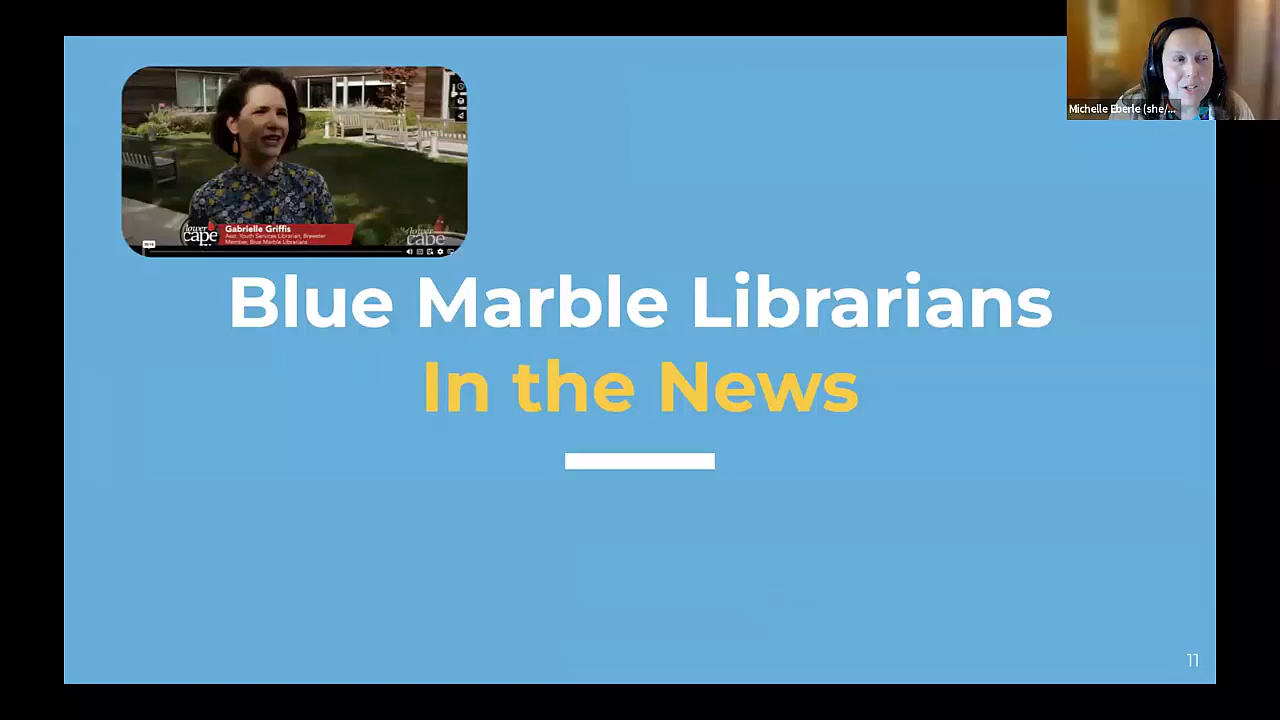 Michelle Eberle (she/...
lower
cape
Gabrielle Griffis
Asst. Youth Services Librarian, Brewster
Member, Blue Marble Librarians
lower
cape
Blue Marble Librarians
In the News
11